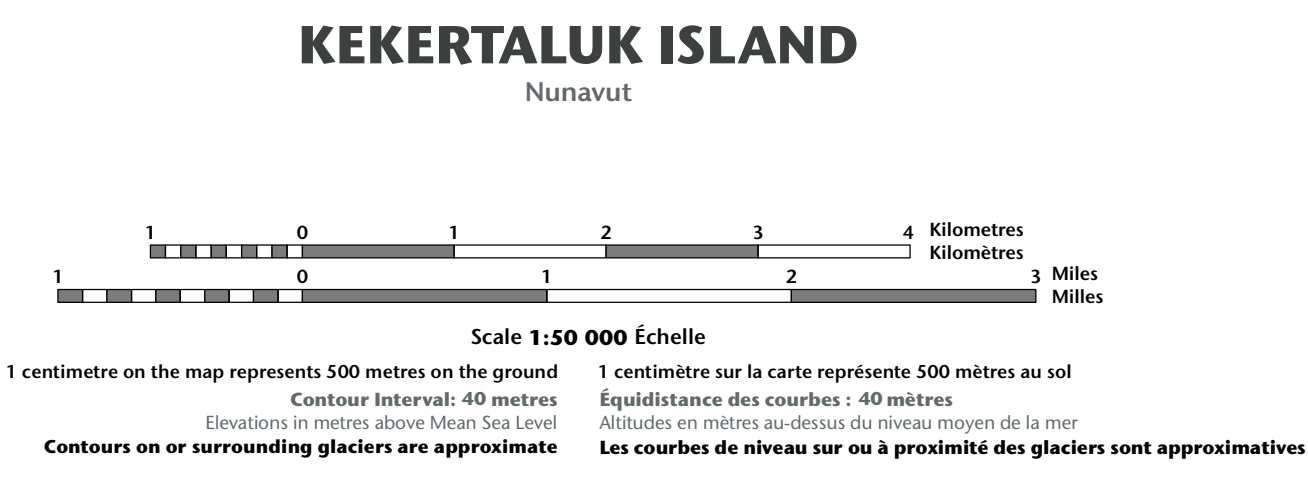 KEKERTALUK ISLAND
Nunavut
1 0 1 2 3 4 Kilometres
Kilomètres
1 0 1 2 3 Miles
Milles
Scale 1:50 000 Échelle
1 centimetre on the map represents 500 metres on the ground
Contour Interval: 40 metres
Elevations in metres above Mean Sea Level
Contours on or surrounding glaciers are approximate
1 centimètre sur la carte représente 500 mètres au sol
Équidistance des courbes : 40 mètres
Altitudes en mètres au-dessus du niveau moyen de la mer
Les courbes de niveau sur ou à proximité des glaciers sont approximatives